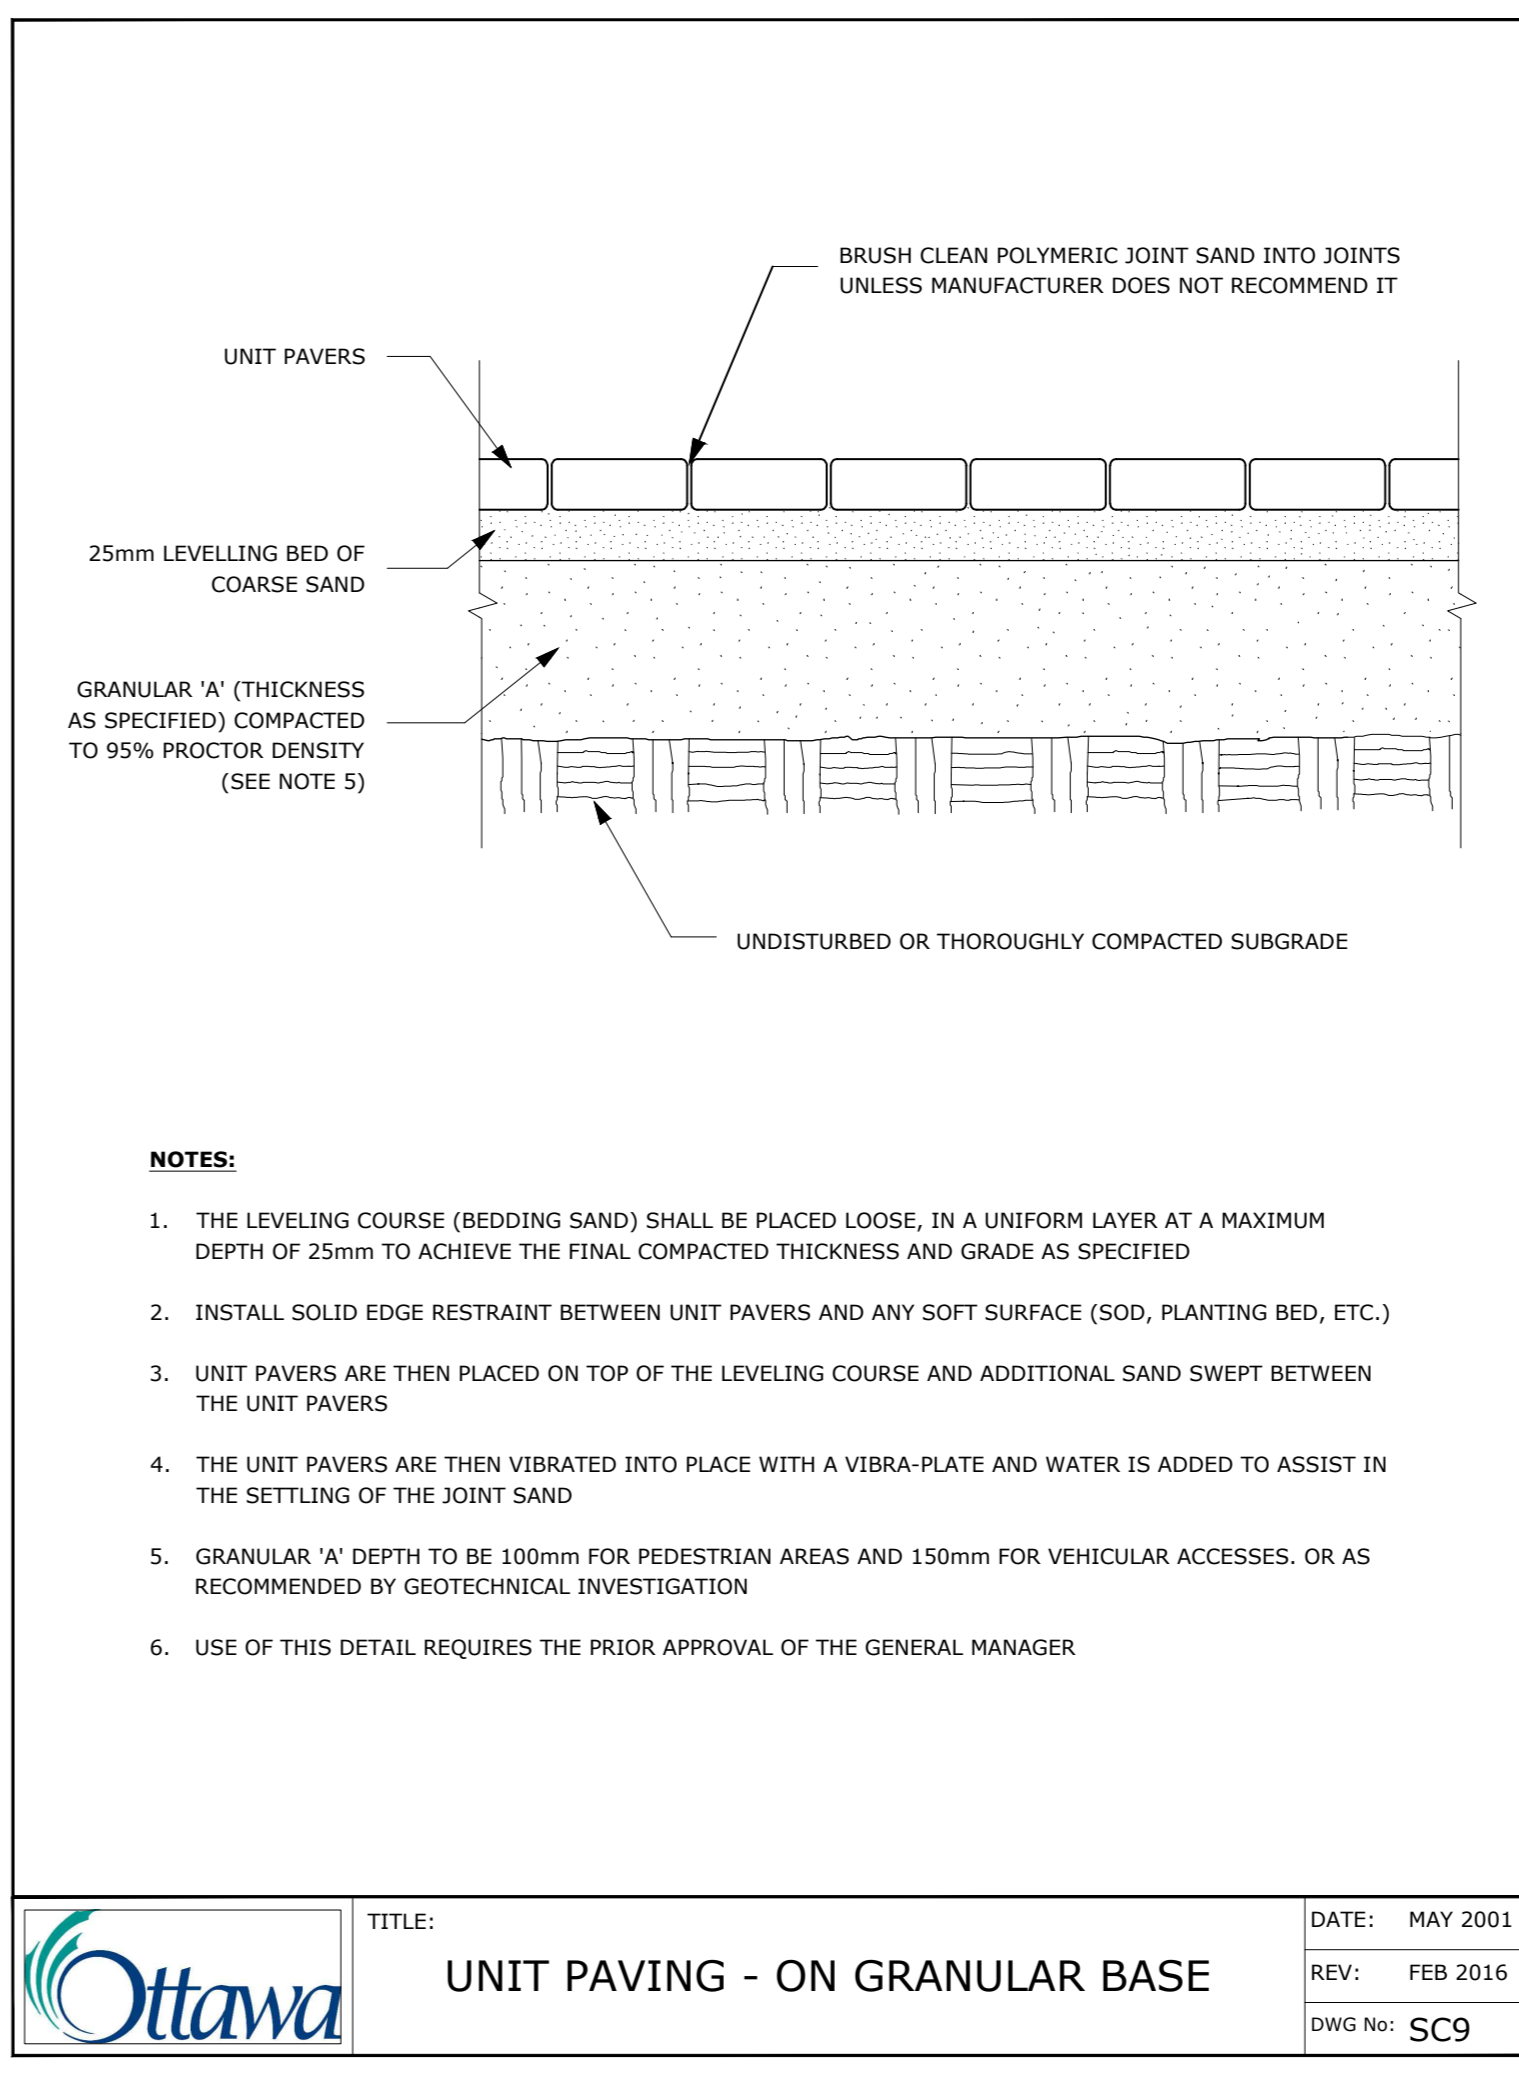 BRUSH CLEAN POLYMERIC JOINT SAND INTO JOINTS
UNLESS MANUFACTURER DOES NOT RECOMMEND IT
UNIT PAVERS
25mm LEVELLING BED OF
COARSE SAND
GRANULAR 'A' (THICKNESS
AS SPECIFIED) COMPACTED
TO 95% PROCTOR DENSITY
(SEE NOTE 5)
UNDISTURBED OR THOROUGHLY COMPACTED SUBGRADE
NOTES:
1. THE LEVELING COURSE (BEDDING SAND) SHALL BE PLACED LOOSE, IN A UNIFORM LAYER AT A MAXIMUM
DEPTH OF 25mm TO ACHIEVE THE FINAL COMPACTED THICKNESS AND GRADE AS SPECIFIED
2. INSTALL SOLID EDGE RESTRAINT BETWEEN UNIT PAVERS AND ANY SOFT SURFACE (SOD, PLANTING BED, ETC.)
3. UNIT PAVERS ARE THEN PLACED ON TOP OF THE LEVELING COURSE AND ADDITIONAL SAND SWEPT BETWEEN
THE UNIT PAVERS
4. THE UNIT PAVERS ARE THEN VIBRATED INTO PLACE WITH A VIBRA-PLATE AND WATER IS ADDED TO ASSIST IN
THE SETTLING OF THE JOINT SAND
5. GRANULAR 'A' DEPTH TO BE 100mm FOR PEDESTRIAN AREAS AND 150mm FOR VEHICULAR ACCESSES. OR AS
RECOMMENDED BY GEOTECHNICAL INVESTIGATION
6. USE OF THIS DETAIL REQUIRES THE PRIOR APPROVAL OF THE GENERAL MANAGER
Ottawa
TITLE:
UNIT PAVING - ON GRANULAR BASE
DATE: MAY 2001
REV: FEB 2016
DWG No: SC9